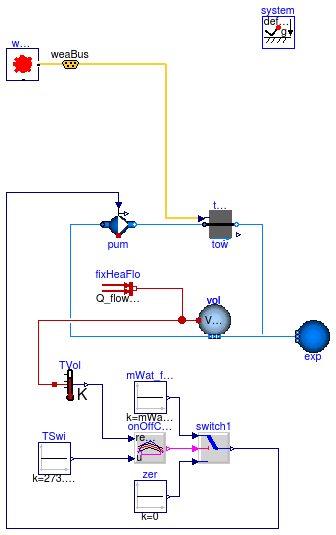 system
def...
g
w...
weaBus
t...
pum
tow
fixHeaFlo
Q_flow...
vol
V...
exp
TVol
K
mWat_f...
k=mWa...
onOffC...
switch1
re...
u
TSwi
k=273....
zer
k=0